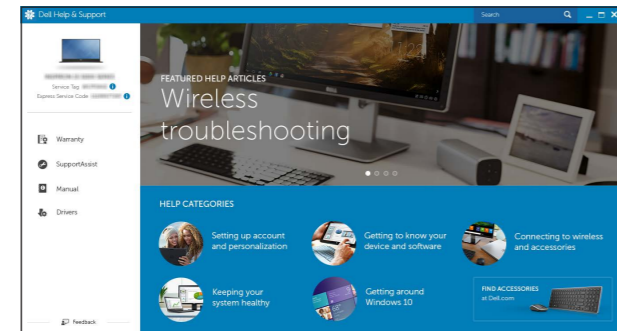 Dell Help & Support
Search
Service Tag:
Express Service Code:
Warranty
SupportAssist
Manual
Drivers
Feedback
FEATURED HELP ARTICLES
Wireless
troubleshooting
HELP CATEGORIES
Setting up account
and personalization
Getting to know your
device and software
Connecting to wireless
and accessories
Keeping your
system healthy
Getting around
Windows 10
FIND ACCESSORIES
at Dell.com